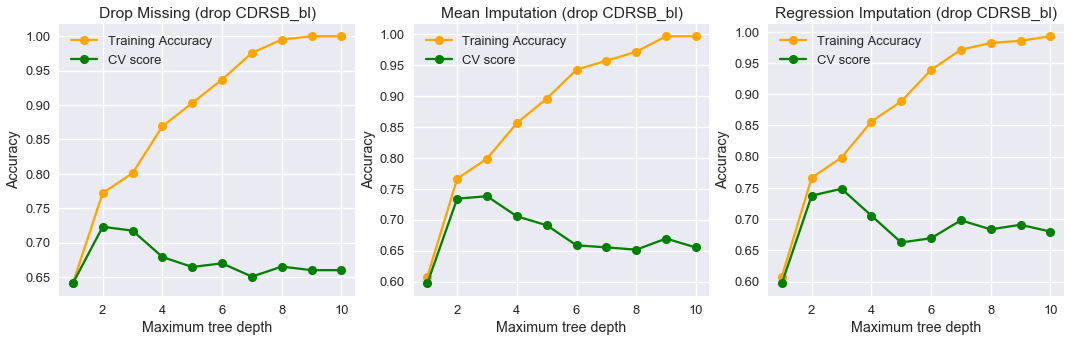 Drop Missing (drop CDRSB_bl)
Training Accuracy
CV score
1.00
0.95
0.90
0.85
0.80
0.75
0.70
0.65
Accuracy
2 4 6 8 10
Maximum tree depth
Mean Imputation (drop CDRSB_bl)
Training Accuracy
CV score
1.00
0.95
0.90
0.85
0.80
0.75
0.70
0.65
0.60
Accuracy
2 4 6 8 10
Maximum tree depth
Regression Imputation (drop CDRSB_bl)
Training Accuracy
CV score
1.00
0.95
0.90
0.85
0.80
0.75
0.70
0.65
0.60
Accuracy
2 4 6 8 10
Maximum tree depth